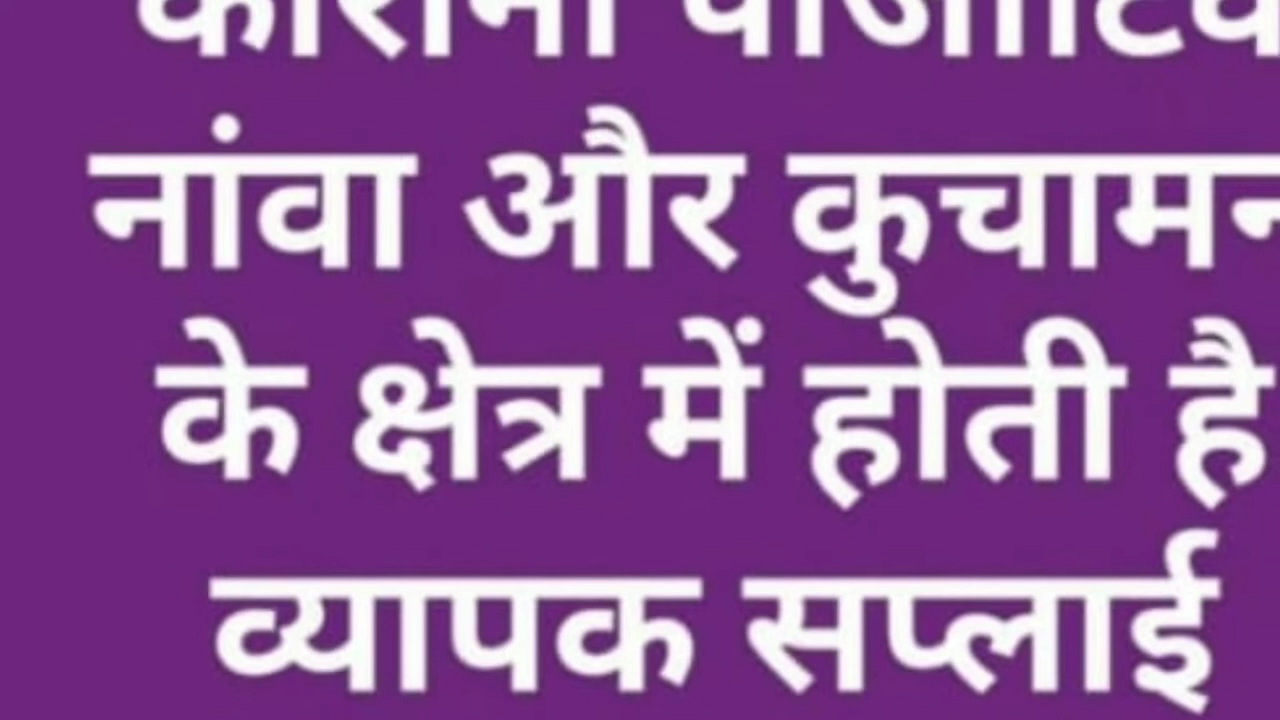 कोरोना
नांवा और कुचामन
के क्षेत्र में होती है
व्यापक सप्लाई